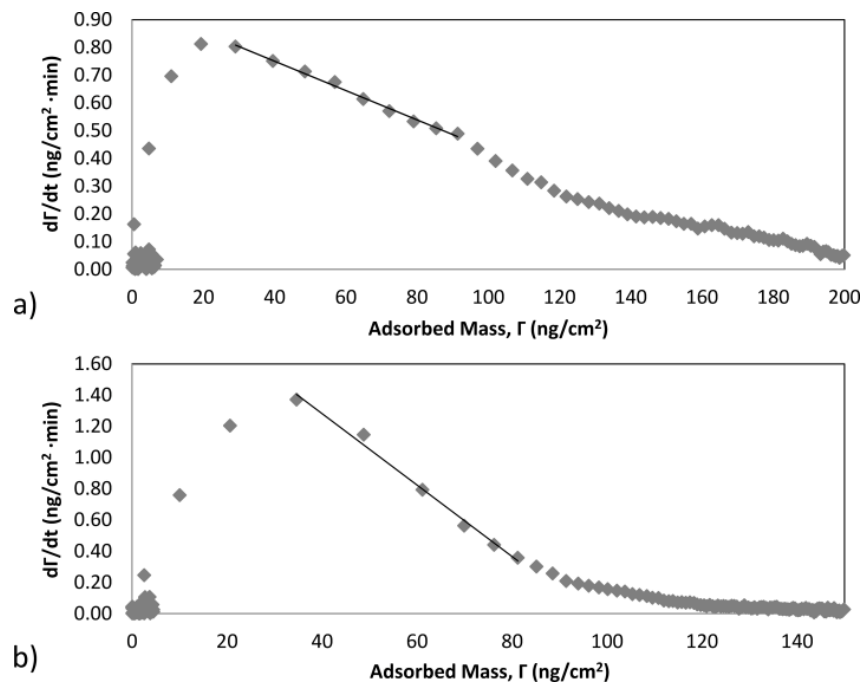 0.90
0.80
0.70
0.60
0.50
0.40
0.30
0.20
0.10
0.00
dΓ/dt (ng/cm² ·min)
0 20 40 60 80 100 120 140 160 180 200
a)
Adsorbed Mass, Γ (ng/cm²)
1.60
1.40
1.20
1.00
0.80
0.60
0.40
0.20
0.00
dΓ/dt (ng/cm² ·min)
0 20 40 60 80 100 120 140
b)
Adsorbed Mass, Γ (ng/cm²)